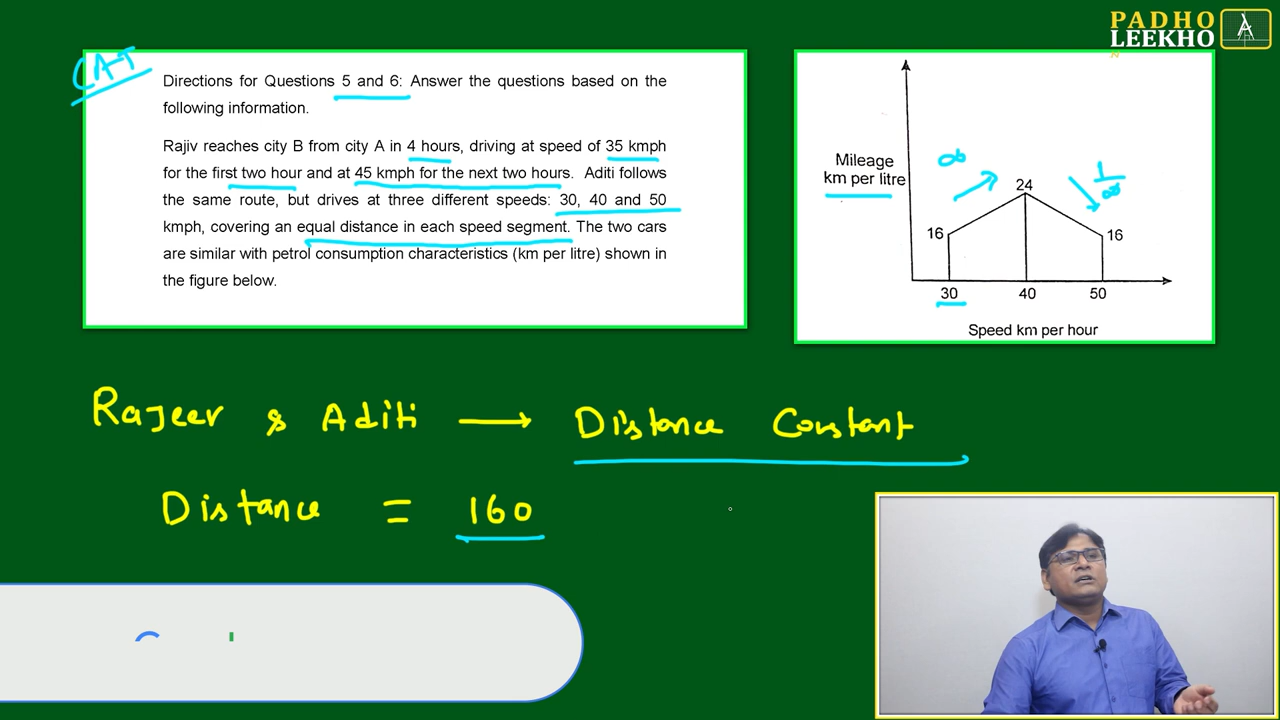 PADHO
LEEKHO
CAT
Directions for Questions 5 and 6: Answer the questions based on the
following information.
Rajiv reaches city B from city A in 4 hours, driving at speed of 35 kmph
for the first two hour and at 45 kmph for the next two hours. Aditi follows
the same route, but drives at three different speeds: 30, 40 and 50
kmph, covering an equal distance in each speed segment. The two cars
are similar with petrol consumption characteristics (km per litre) shown in
the figure below.
Mileage
km per litre
16
24
16
30
40
50
Speed km per hour
Rajeev & Aditi → Distance Constant
Distance = 160